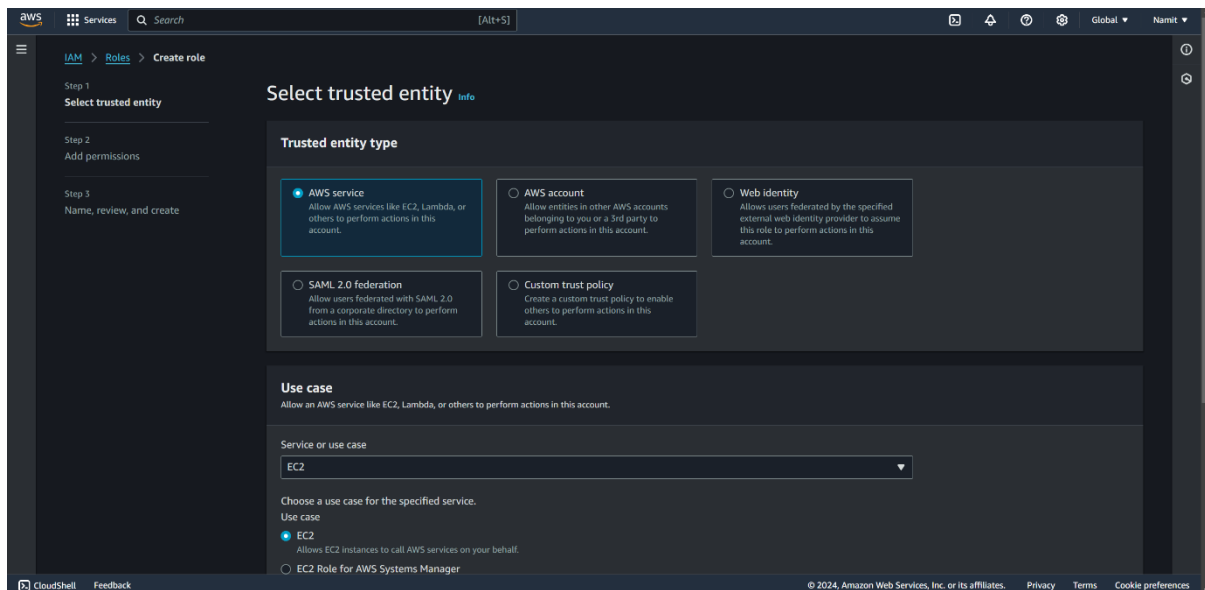 aws
Services
Search
[Alt+S]
Global
Namit
IAM > Roles > Create role
Step 1
Select trusted entity
Step 2
Add permissions
Step 3
Name, review, and create
Select trusted entity Info
Trusted entity type
AWS service
Allow AWS services like EC2, Lambda, or
others to perform actions in this
account.
AWS account
Allow entities in other AWS accounts
belonging to you or a 3rd party to
perform actions in this account.
Web identity
Allows users federated by the specified
external web identity provider to assume
this role to perform actions in this
account.
SAML 2.0 federation
Allow users federated with SAML 2.0
from a corporate directory to perform
actions in this account.
Custom trust policy
Create a custom trust policy to enable
others to perform actions in this
account.
Use case
Allow an AWS service like EC2, Lambda, or others to perform actions in this account.
Service or use case
EC2
Choose a use case for the specified service.
Use case
EC2
Allows EC2 instances to call AWS services on your behalf.
EC2 Role for AWS Systems Manager
CloudShell
Feedback
© 2024, Amazon Web Services, Inc. or its affiliates.
Privacy
Terms
Cookie preferences